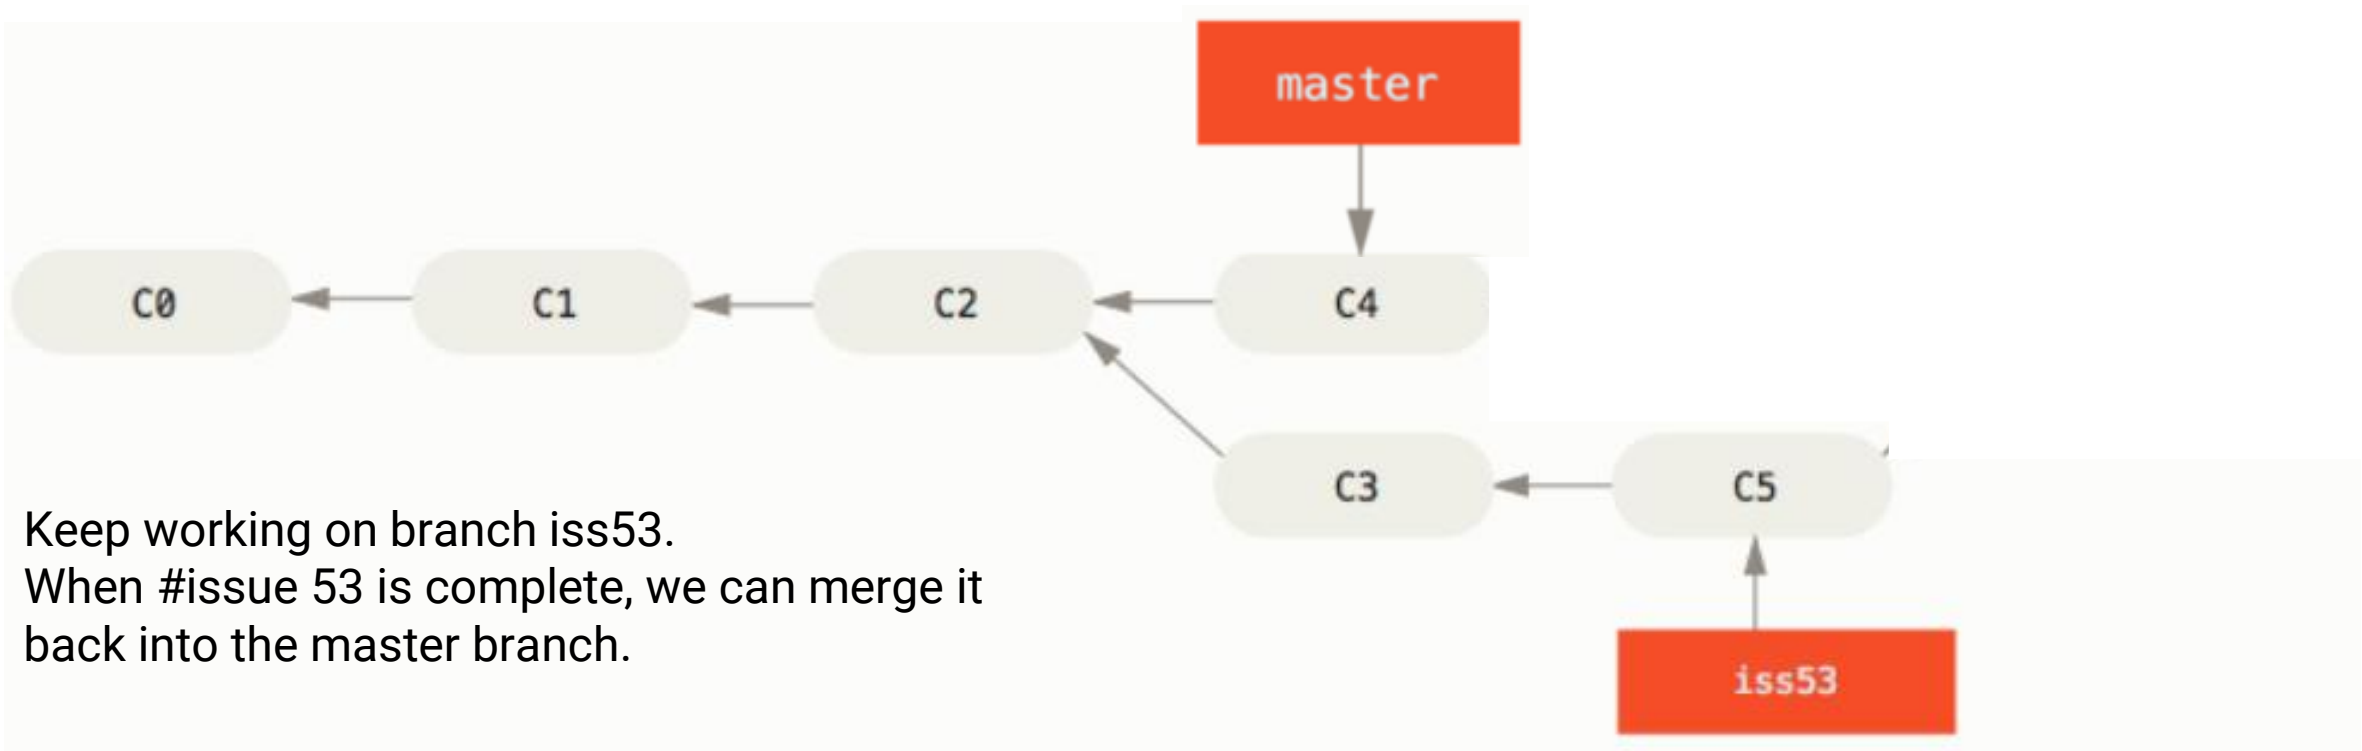 master
C0
C1
C2
C4
C3
C5
Keep working on branch iss53.
When #issue 53 is complete, we can merge it
back into the master branch.
iss53